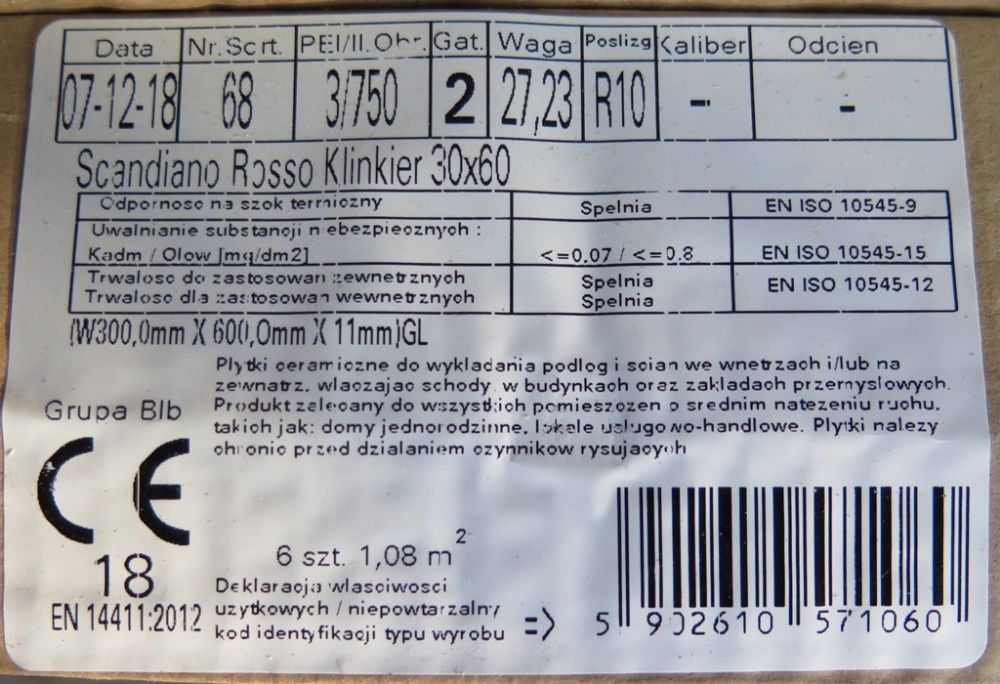 Data Nr.Sort. PEI/Il.Obr. Gat. Waga Poslizg Kaliber Odcien
07-12-18 68 3/750 2 27,23 R10 - -
Scandiano Rosso Klinkier 30x60
Odpornosc na szok termiczny Spelnia EN ISO 10545-9
Uwalnianie substancji niebezpiecznych :
Kadm / Olow [mg/dm2] <=0.07 / <=0.8 EN ISO 10545-15
Trwalosc do zastosowan zewnetrznych Spelnia EN ISO 10545-12
Trwalosc dla zastosowan wewnetrznych Spelnia
(W300,0mm X 600,0mm X 11mm)GL
Plytki ceramiczne do wykladania podlog i scian we wnetrzach i/lub na
zewnatrz, wlaczajac schody, w budynkach oraz zakladach przemyslowych.
Grupa BIb
Produkt zalecany do wszystkich pomieszczen o srednim natezeniu ruchu,
takich jak: domy jednorodzinne, lokale uslugowo-handlowe. Plytki nalezy
chronic przed dzialaniem czynnikow rysujacych
CE
6 szt. 1,08 m²
18
Deklaracja wlasciwosci
EN 14411:2012
uzytkowych / niepowtarzalny
kod identyfikacji typu wyrobu =>
5 902610 571060